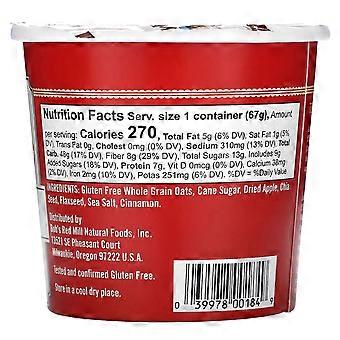 Nutrition Facts Serv. size 1 container (67g), Amount
per serving: Calories 270, Total Fat 5g (6% DV), Sat Fat 1g (5%
DV), Trans Fat 0g, Cholest 0mg (0% DV), Sodium 310mg (13% DV), Total
Carb. 48g (17% DV), Fiber 8g (29% DV), Total Sugars 13g, Includes 9g
Added Sugars (18% DV), Protein 7g, Vit D 0mcg (0% DV), Calcium 38mg
(2% DV), Iron 2mg (10% DV), Potas 251mg (6% DV), %DV = %Daily Value
INGREDIENTS: Gluten Free Whole Grain Oats, Cane Sugar, Dried Apple, Chia
Seed, Flaxseed, Sea Salt, Cinnamon.
Distributed by
Bob's Red Mill Natural Foods, Inc.
13521 SE Pheasant Court
Milwaukie, Oregon 97222 U.S.A.
Tested and confirmed Gluten Free.
Store in a cool dry place.
0 39978 00184 9